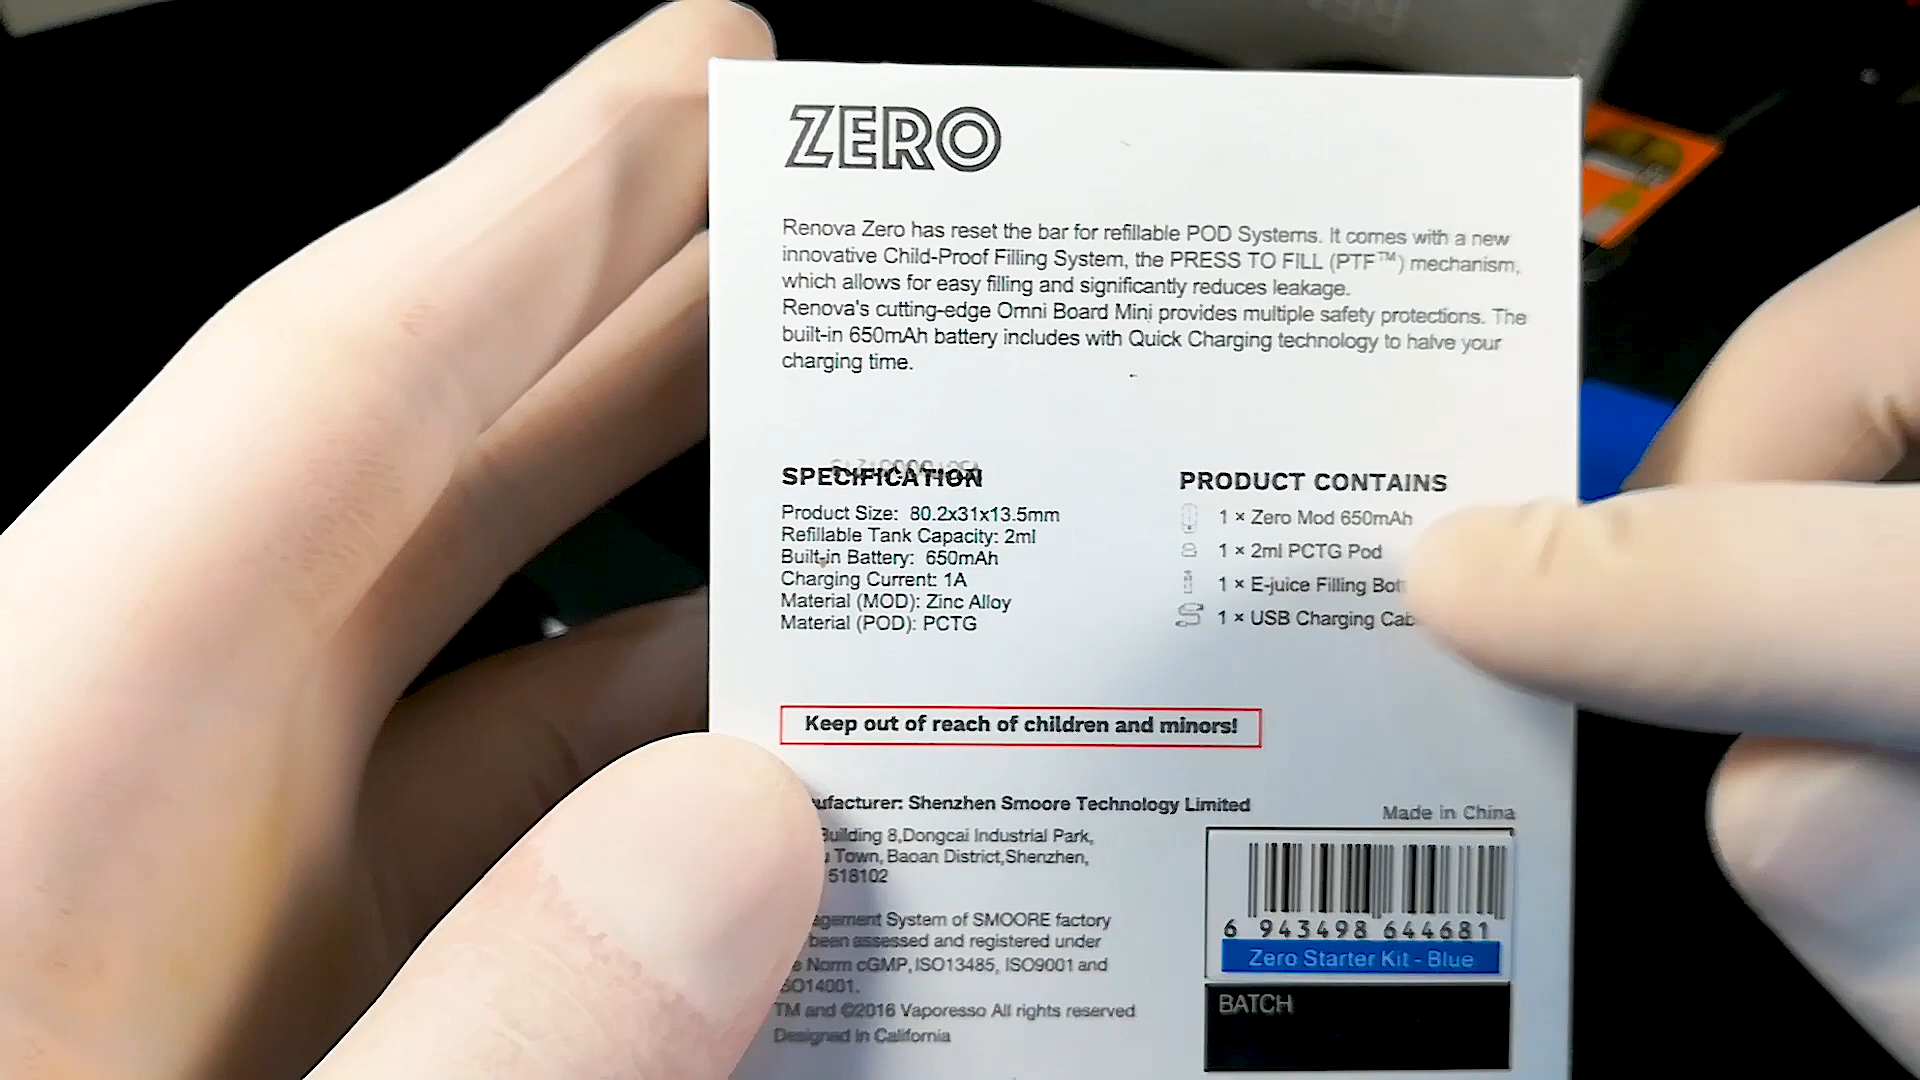 ZERO
Renova Zero has reset the bar for refillable POD Systems. It comes with a new
innovative Child-Proof Filling System, the PRESS TO FILL (PTF™) mechanism,
which allows for easy filling and significantly reduces leakage.
Renova's cutting-edge Omni Board Mini provides multiple safety protections. The
built-in 650mAh battery includes with Quick Charging technology to halve your
charging time.
SPECIFICATION
Product Size: 80.2x31x13.5mm
Refillable Tank Capacity: 2ml
Built-in Battery: 650mAh
Charging Current: 1A
Material (MOD): Zinc Alloy
Material (POD): PCTG
PRODUCT CONTAINS
1 × Zero Mod 650mAh
1 × 2ml PCTG Pod
1 × E-juice Filling Bot
1 × USB Charging Cab
Keep out of reach of children and minors!
ufacturer: Shenzhen Smoore Technology Limited
Building 8,Dongcai Industrial Park,
Town, Baoan District,Shenzhen,
518102
agement System of SMOORE factory
been assessed and registered under
Norm cGMP, ISO13485, ISO9001 and
SO14001.
TM and ©2016 Vaporesso All rights reserved
Designed in California
Made in China
6 943498 644681
Zero Starter Kit - Blue
BATCH